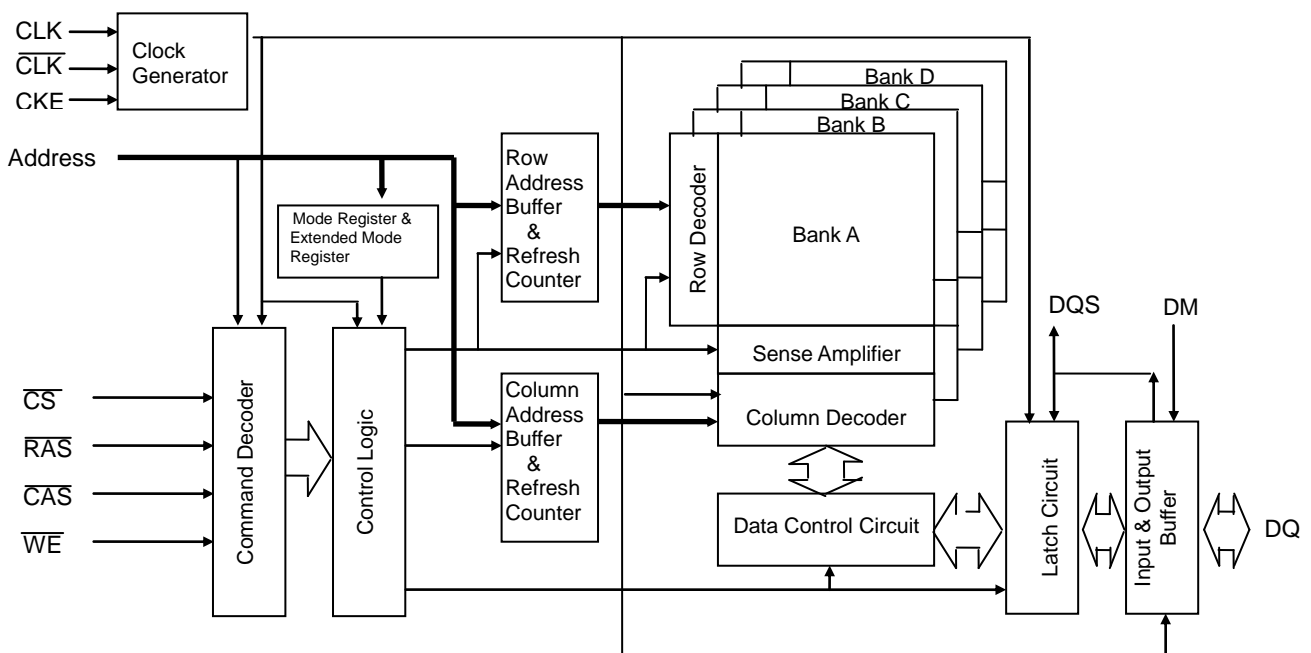 CLK
CLK
CKE
Clock
Generator
Address
Mode Register &
Extended Mode
Register
Row
Address
Buffer
&
Refresh
Counter
Bank D
Bank C
Bank B
Row Decoder
Bank A
Sense Amplifier
Column Decoder
Column
Address
Buffer
&
Refresh
Counter
CS
RAS
CAS
WE
Command Decoder
Control Logic
Data Control Circuit
DQS
DM
Latch Circuit
Input & Output
Buffer
DQ